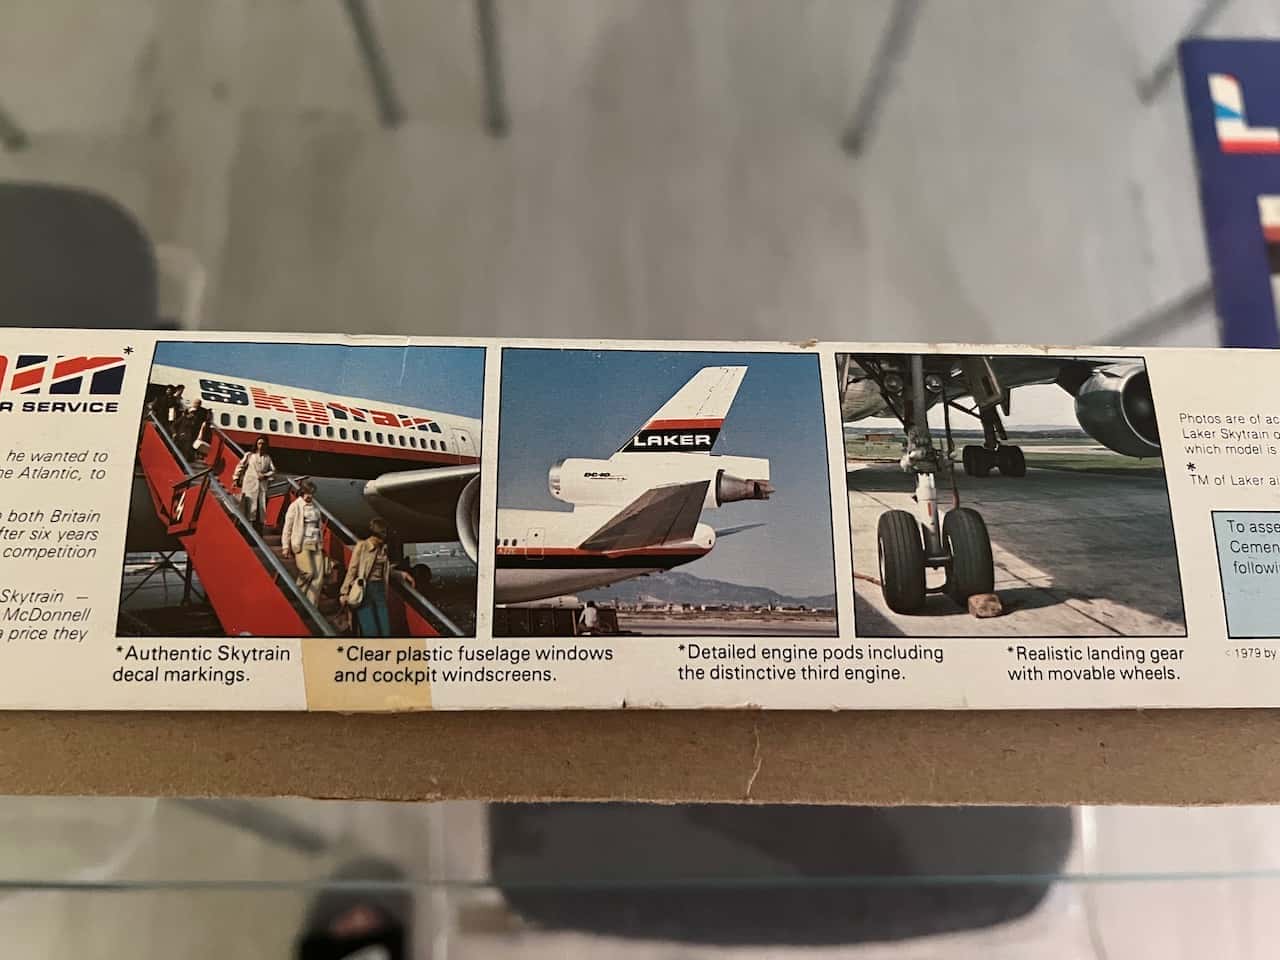 *
R SERVICE
he wanted to
e Atlantic, to
both Britain
fter six years
competition
Skytrain –
McDonnell
a price they
Skytrain
LAKER
DC-10
*Authentic Skytrain
decal markings.
*Clear plastic fuselage windows
and cockpit windscreens.
*Detailed engine pods including
the distinctive third engine.
*Realistic landing gear
with movable wheels.
Photos are of ac
Laker Skytrain o
which model is
*
TM of Laker ai
To asse
Cemen
followi
1979 by
L